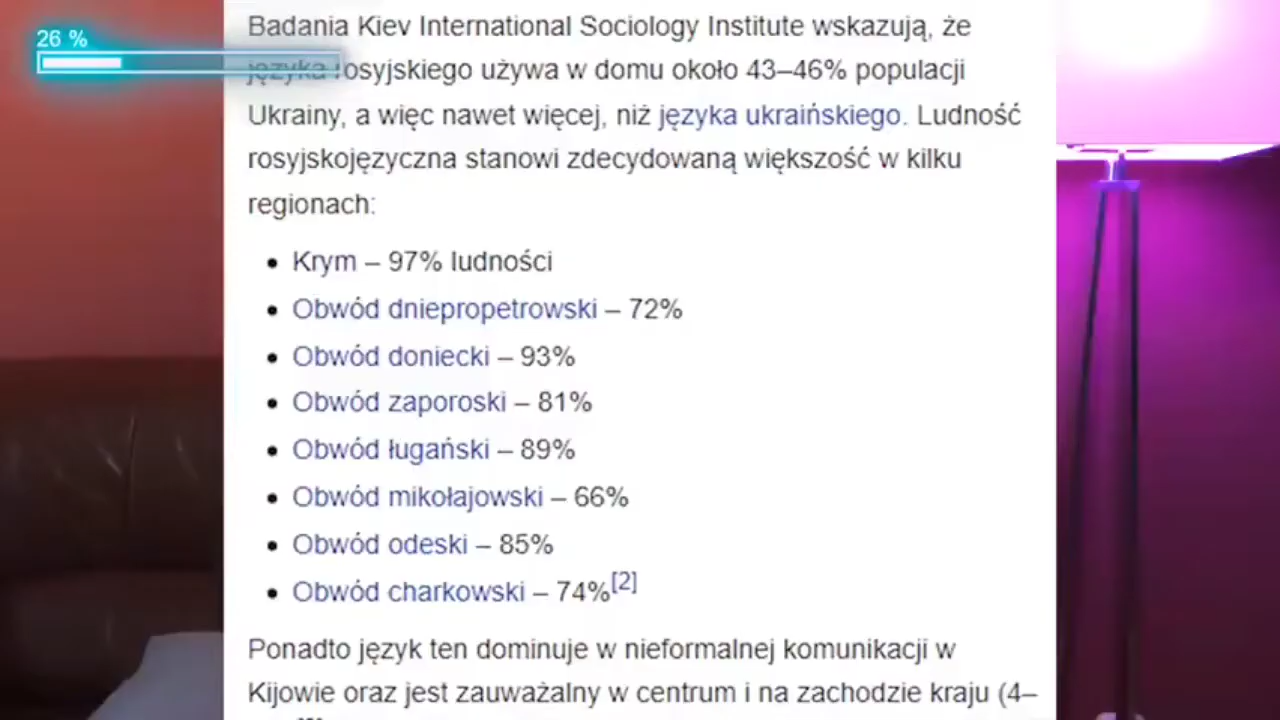 26 %
Badania Kiev International Sociology Institute wskazują, że
języka rosyjskiego używa w domu około 43–46% populacji
Ukrainy, a więc nawet więcej, niż języka ukraińskiego. Ludność
rosyjskojęzyczna stanowi zdecydowaną większość w kilku
regionach:
• Krym – 97% ludności
• Obwód dniepropetrowski – 72%
• Obwód doniecki – 93%
• Obwód zaporoski – 81%
• Obwód ługański – 89%
• Obwód mikołajowski – 66%
• Obwód odeski – 85%
• Obwód charkowski – 74%[2]
Ponadto język ten dominuje w nieformalnej komunikacji w
Kijowie oraz jest zauważalny w centrum i na zachodzie kraju (4–